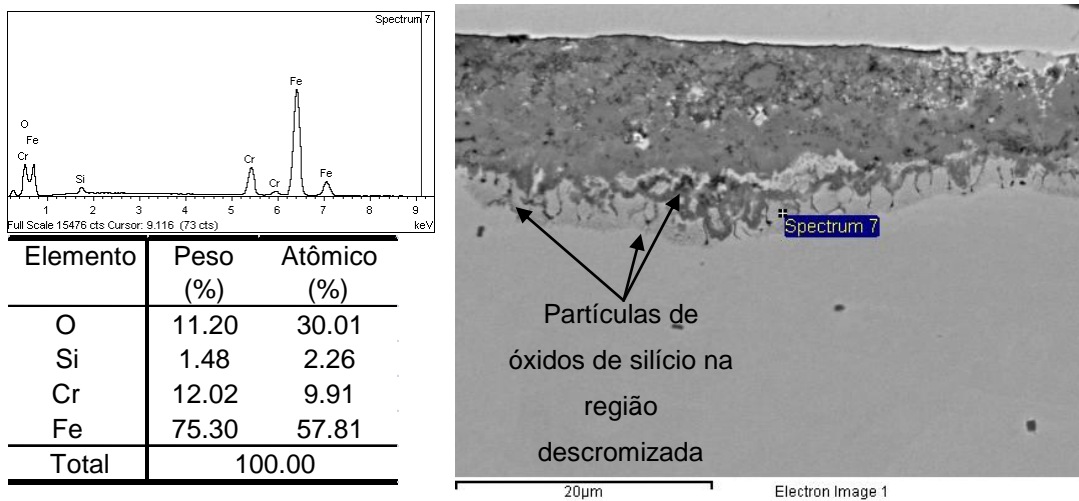 Spectrum 7
O
Fe
Cr
Si
Cr
Cr
Fe
Fe
1 2 3 4 5 6 7 8 9
Full Scale 15476 cts Cursor: 9.116 (73 cts) keV
Elemento Peso (%) Atômico (%)
O 11.20 30.01
Si 1.48 2.26
Cr 12.02 9.91
Fe 75.30 57.81
Total 100.00
Spectrum 7
Partículas de
óxidos de silício na
região
descromizada
20µm Electron Image 1